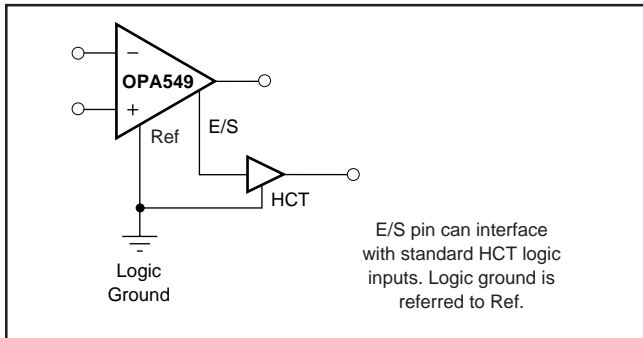 −
OPA549
+
Ref
E/S
HCT
Logic
Ground
E/S pin can interface
with standard HCT logic
inputs. Logic ground is
referred to Ref.